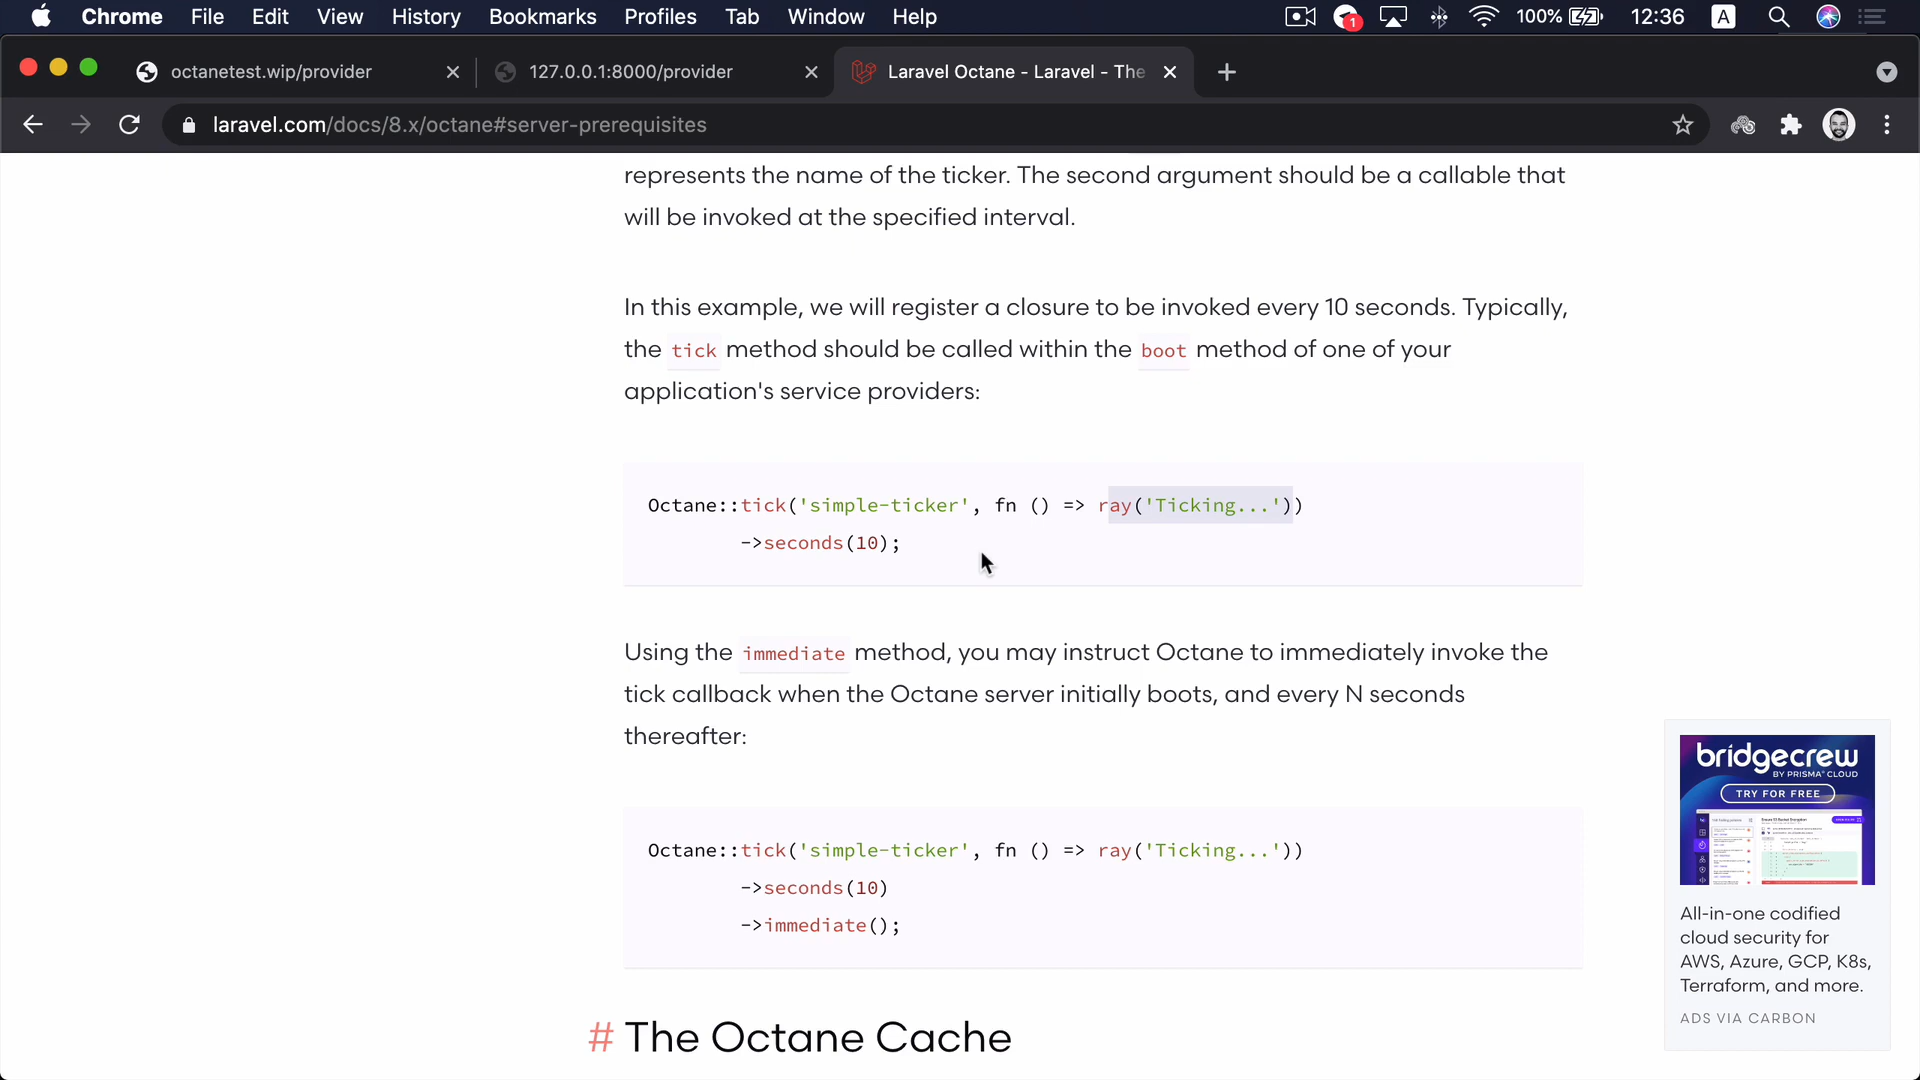 Chrome File Edit View History Bookmarks Profiles Tab Window Help 1 100% 12:36 A
octanetest.wip/provider 127.0.0.1:8000/provider Laravel Octane - Laravel - The
laravel.com/docs/8.x/octane#server-prerequisites
represents the name of the ticker. The second argument should be a callable that
will be invoked at the specified interval.
In this example, we will register a closure to be invoked every 10 seconds. Typically,
the tick method should be called within the boot method of one of your
application's service providers:
Octane::tick('simple-ticker', fn () => ray('Ticking...'))
->seconds(10);
Using the immediate method, you may instruct Octane to immediately invoke the
tick callback when the Octane server initially boots, and every N seconds
thereafter:
Octane::tick('simple-ticker', fn () => ray('Ticking...'))
->seconds(10)
->immediate();
# The Octane Cache
bridgecrew
BY PRISMA® CLOUD
TRY FOR FREE
All-in-one codified
cloud security for
AWS, Azure, GCP, K8s,
Terraform, and more.
ADS VIA CARBON